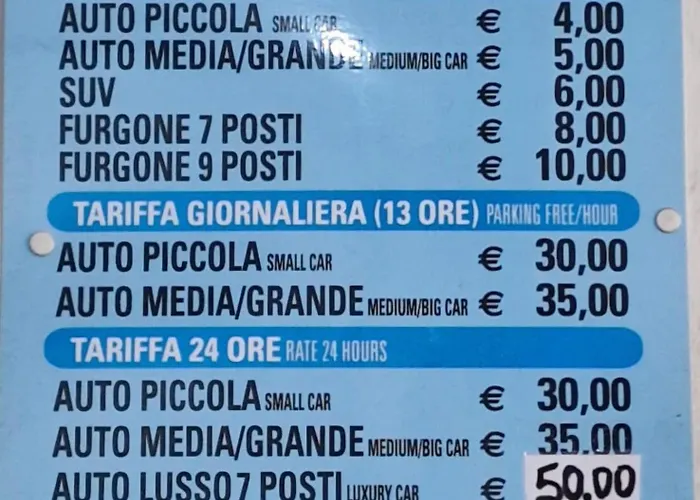 AUTO PICCOLA SMALL CAR € 4,00
AUTO MEDIA/GRANDE MEDIUM/BIG CAR € 5,00
SUV € 6,00
FURGONE 7 POSTI € 8,00
FURGONE 9 POSTI € 10,00
TARIFFA GIORNALIERA (13 ORE) PARKING FREE/HOUR
AUTO PICCOLA SMALL CAR € 30,00
AUTO MEDIA/GRANDE MEDIUM/BIG CAR € 35,00
TARIFFA 24 ORE RATE 24 HOURS
AUTO PICCOLA SMALL CAR € 30,00
AUTO MEDIA/GRANDE MEDIUM/BIG CAR € 35,00
AUTO LUSSO 7 POSTI LUXURY CAR € 50,00